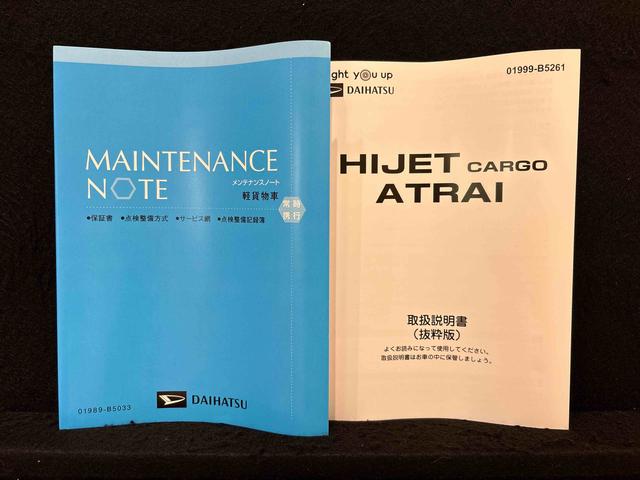 MAINTENANCE
NOTE
メンテナンスノート
軽貨物車
●保証書 ●点検整備方式 ●サービス網 ●点検整備記録簿
常時
携行
01989-B5033
DAIHATSU
ght you up
DAIHATSU
01999-B5261
HIJET CARGO
ATRAI
取扱説明書
(抜粋版)
よくお読みになって使用してください。
取扱説明書はお車の中に保管しましょう。